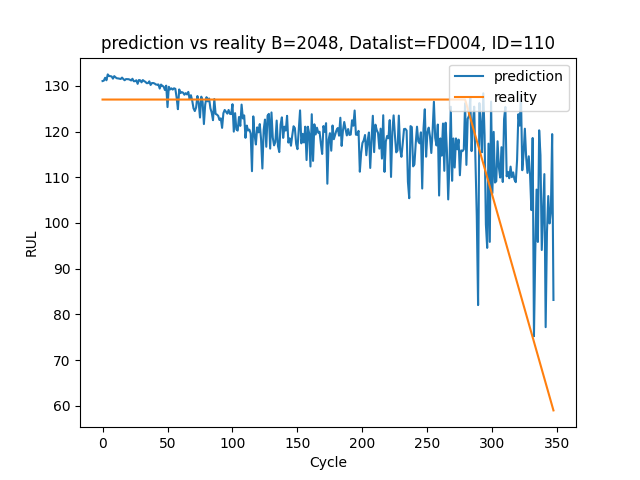 prediction vs reality B=2048, Datalist=FD004, ID=110
prediction
reality
RUL
130
120
110
100
90
80
70
60
0 50 100 150 200 250 300 350
Cycle